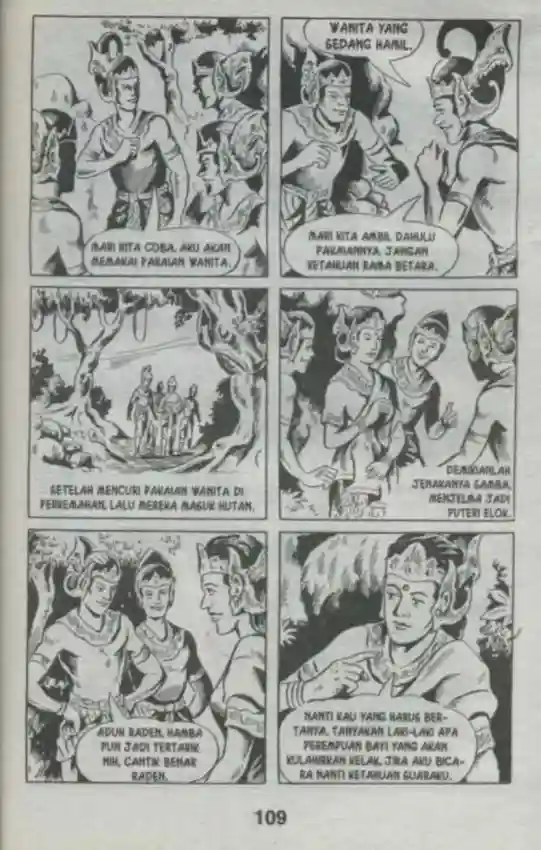 MARI KITA COBA. AKU AKAN
MEMAKAI PAKAIAN WANITA.
WANITA YANG
SEDANG HAMIL.
MARI KITA AMBIL DAHULU
PAKAIANNYA. JANGAN
KETAHUAN RAMA BETARA.
SETELAH MENCURI PAKAIAN WANITA DI
PERKEMAHAN, LALU MEREKA MASUK HUTAN.
DEMIKIANLAH
JENAKANYA SAMBA,
MENJELMA JADI
PUTERI ELOK.
ADUH RADEN, HAMBA
PUN JADI TERTARIK
NIH, CANTIK BENAR
RADEN.
NANTI KAU YANG HARUS BER-
TANYA. TANYAKAN LAKI-LAKI APA
PEREMPUAN BAYI YANG AKAN
KULAHIRKAN KELAK. JIKA AKU BICA-
RA NANTI KETAHUAN SUARAKU.
109